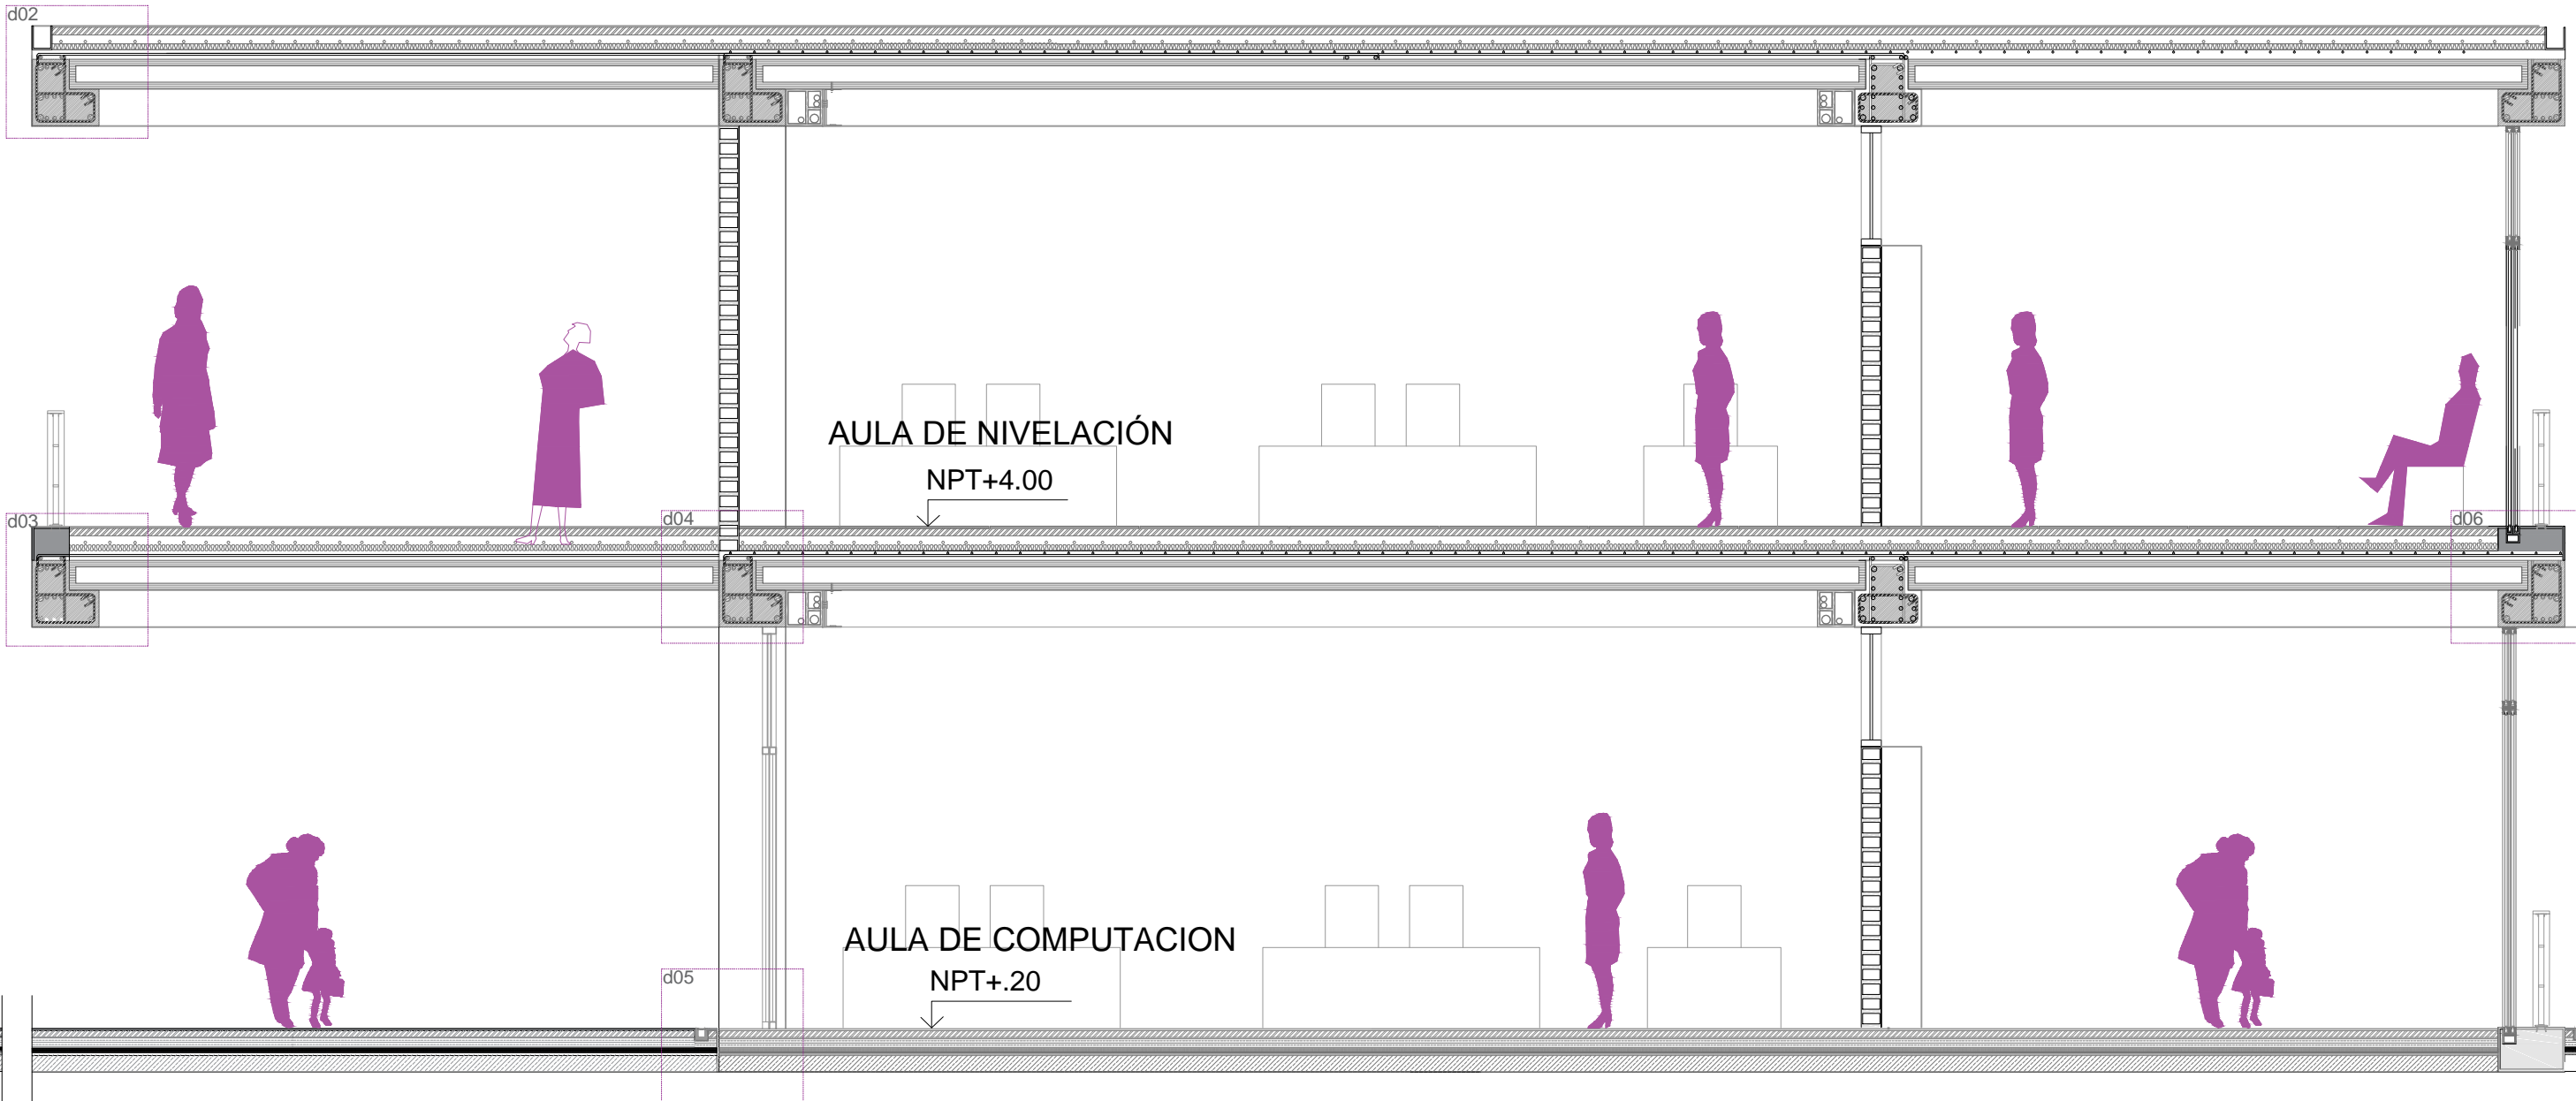 d02
AULA DE NIVELACIÓN
NPT+4.00
d03
d04
d06
AULA DE COMPUTACION
d05
NPT+.20